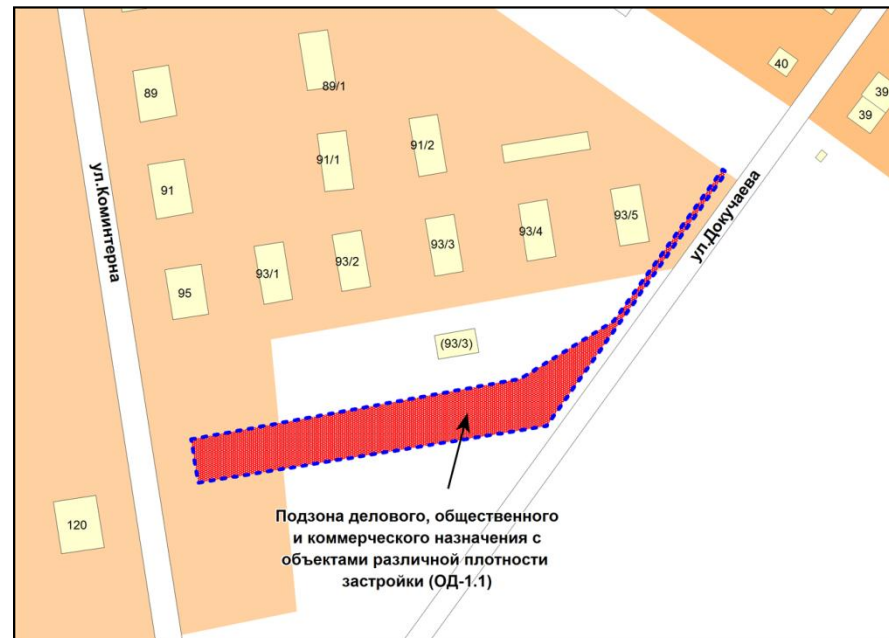 89/1
89
40
39
39
91/1
91/2
91
93/5
93/4
93/3
93/2
93/1
95
ул.Коминтерна
ул.Докучаева
(93/3)
120
Подзона делового, общественного
и коммерческого назначения с
объектами различной плотности
застройки (ОД-1.1)